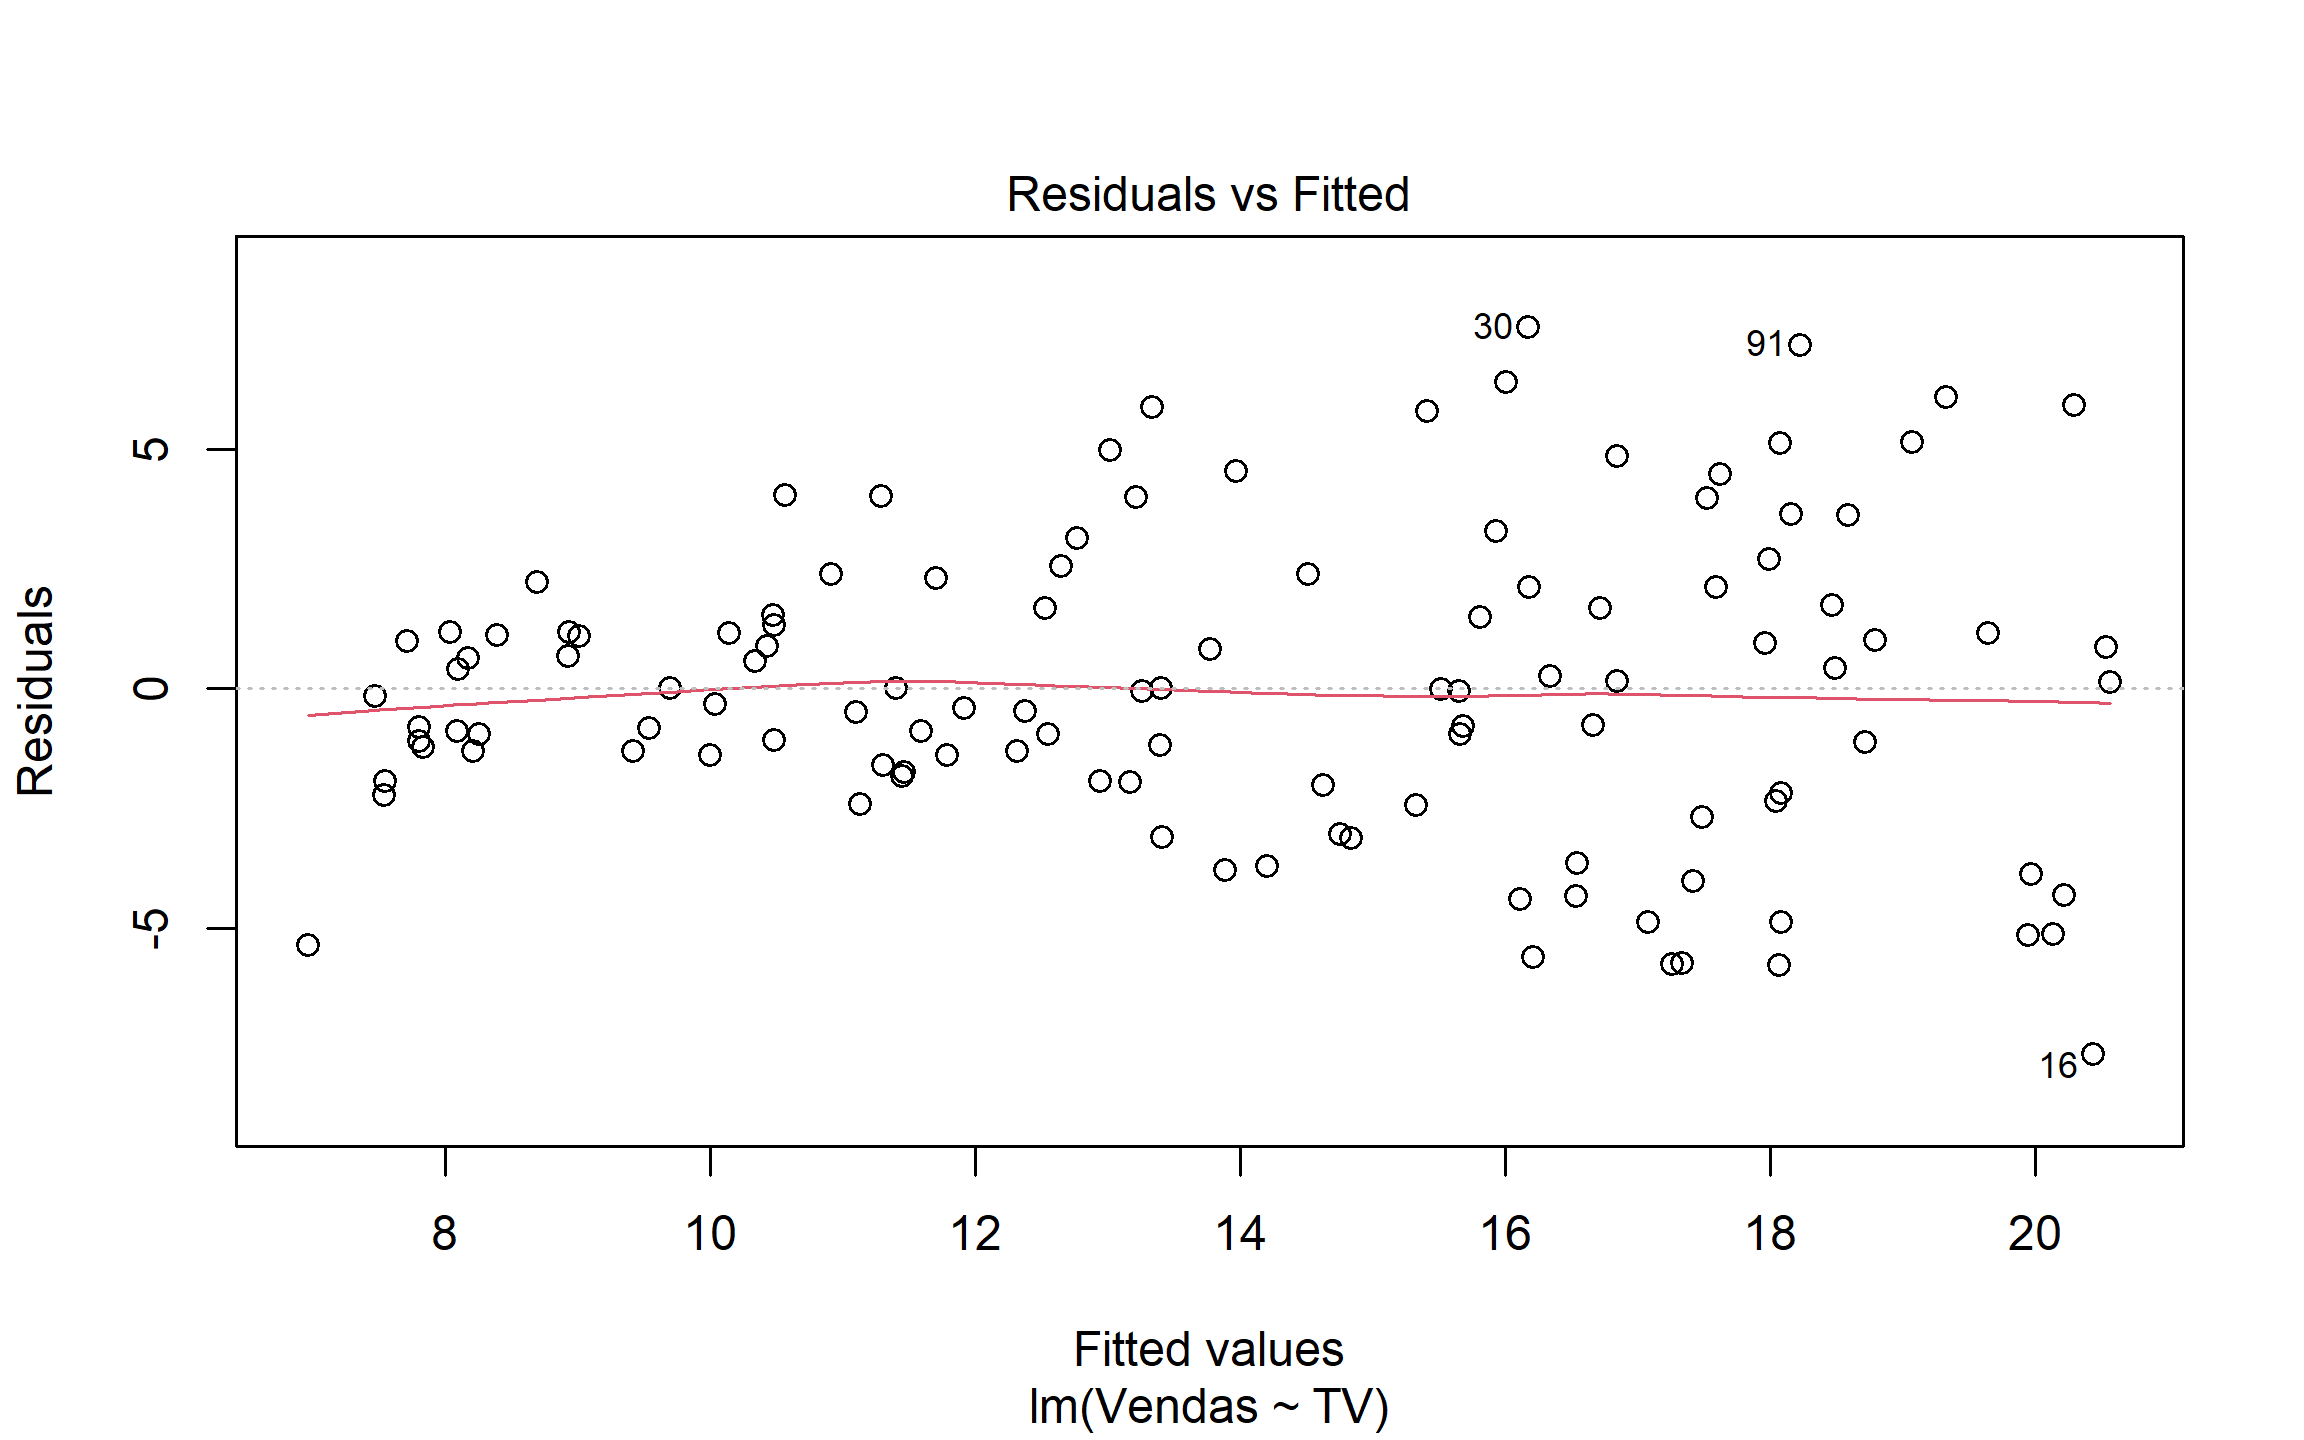 Residuals vs Fitted
30
91
5
0
-5
Residuals
16
8 10 12 14 16 18 20
Fitted values
lm(Vendas ~ TV)